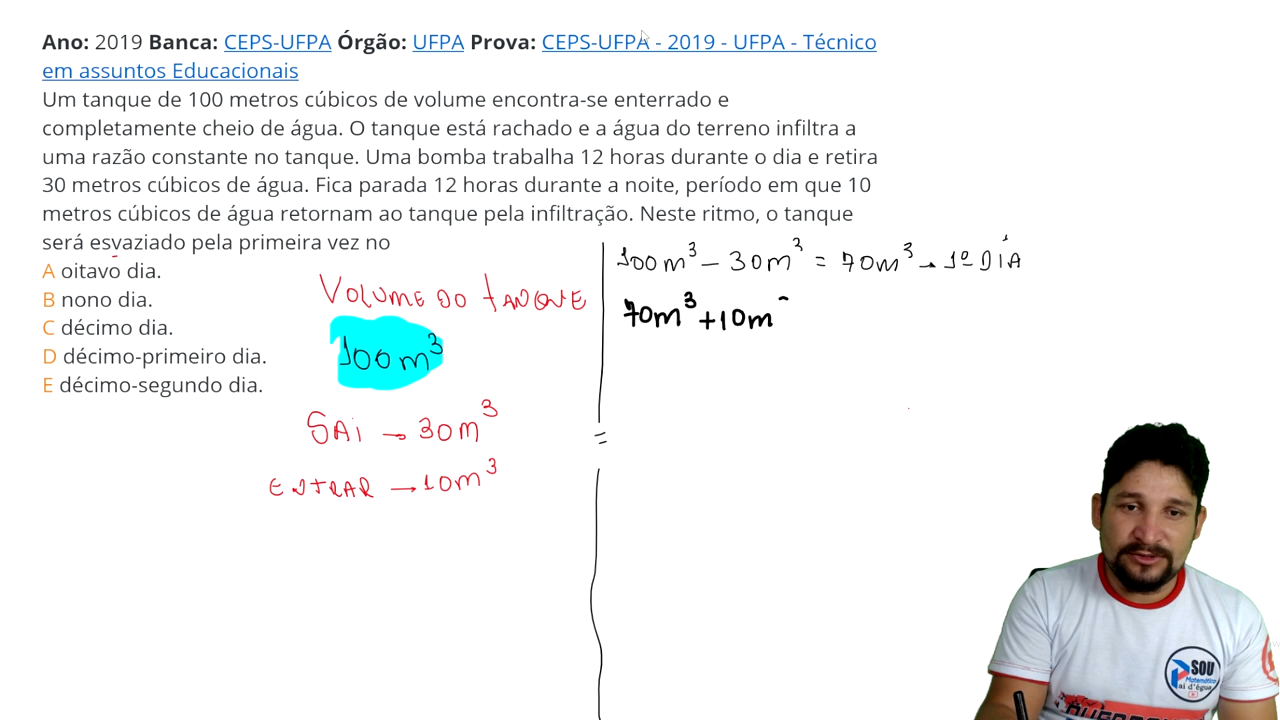 Ano: 2019 Banca: CEPS-UFPA Órgão: UFPA Prova: CEPS-UFPA - 2019 - UFPA - Técnico
em assuntos Educacionais
Um tanque de 100 metros cúbicos de volume encontra-se enterrado e
completamente cheio de água. O tanque está rachado e a água do terreno infiltra a
uma razão constante no tanque. Uma bomba trabalha 12 horas durante o dia e retira
30 metros cúbicos de água. Fica parada 12 horas durante a noite, período em que 10
metros cúbicos de água retornam ao tanque pela infiltração. Neste ritmo, o tanque
será esvaziado pela primeira vez no
A oitavo dia.
B nono dia.
C décimo dia.
D décimo-primeiro dia.
E décimo-segundo dia.
VOLUME DO TANQUE
100m³
SAI → 30m³
ENTRAR → 10m³
100m³ - 30m³ = 70m³ → 1º DIA
70m³ + 10m
=
SOU
Matemática
ai d'égua